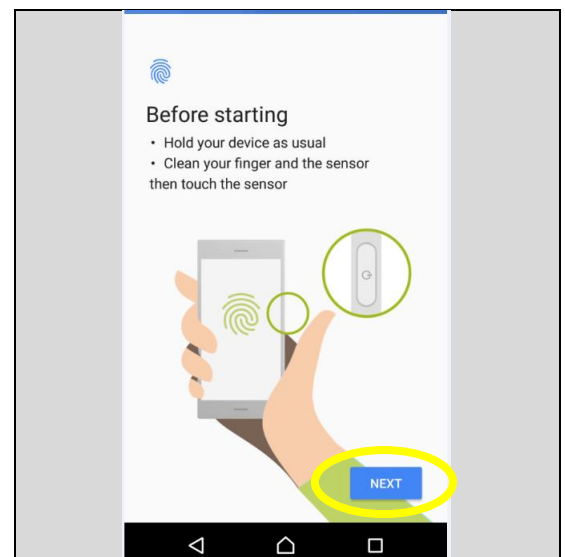 Before starting
• Hold your device as usual
• Clean your finger and the sensor
then touch the sensor
NEXT